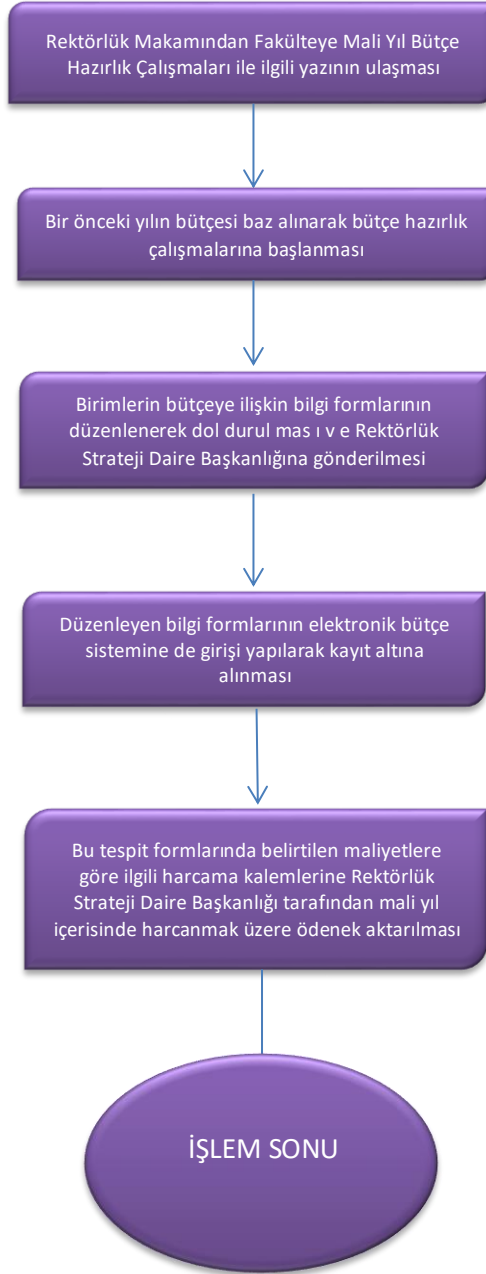 Rektörlük Makamından Fakülteye Mali Yıl Bütçe
Hazırlık Çalışmaları ile ilgili yazının ulaşması
Bir önceki yılın bütçesi baz alınarak bütçe hazırlık
çalışmalarına başlanması
Birimlerin bütçeye ilişkin bilgi formlarının
düzenlenerek dol durul mas ı v e Rektörlük
Strateji Daire Başkanlığına gönderilmesi
Düzenleyen bilgi formlarının elektronik bütçe
sistemine de girişi yapılarak kayıt altına
alınması
Bu tespit formlarında belirtilen maliyetlere
göre ilgili harcama kalemlerine Rektörlük
Strateji Daire Başkanlığı tarafından mali yıl
içerisinde harcanmak üzere ödenek aktarılması
İŞLEM SONU